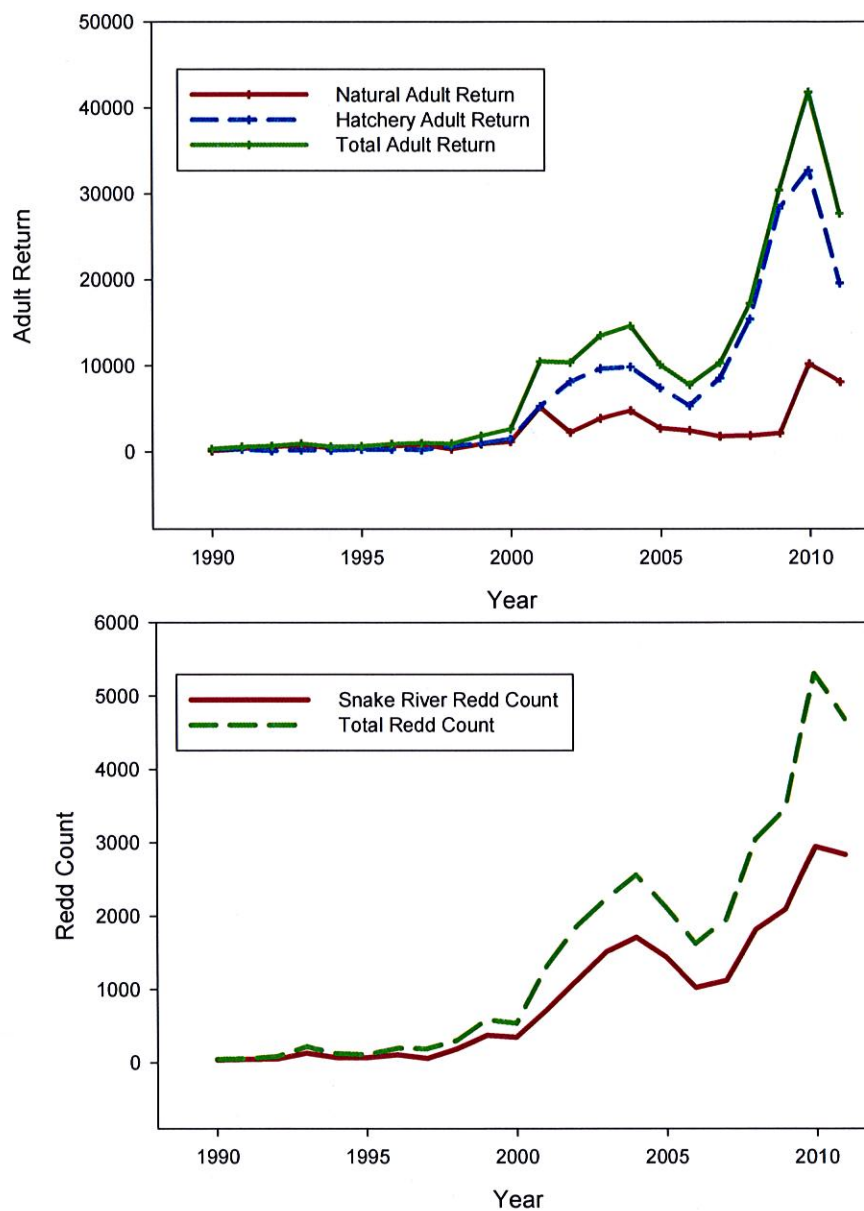 50000
40000
30000
20000
10000
0
Adult Return
Natural Adult Return
Hatchery Adult Return
Total Adult Return
1990 1995 2000 2005 2010
Year
6000
5000
4000
3000
2000
1000
0
Redd Count
Snake River Redd Count
Total Redd Count
1990 1995 2000 2005 2010
Year